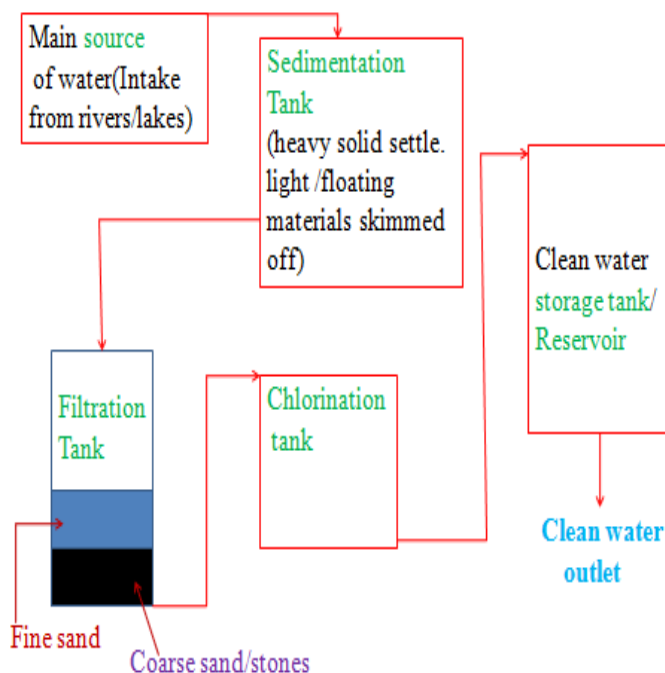 Main source
of water(Intake
from rivers/lakes)
Sedimentation
Tank
(heavy solid settle.
light /floating
materials skimmed
off)
Clean water
storage tank/
Reservoir
Filtration
Tank
Chlorination
tank
Clean water
outlet
Fine sand
Coarse sand/stones